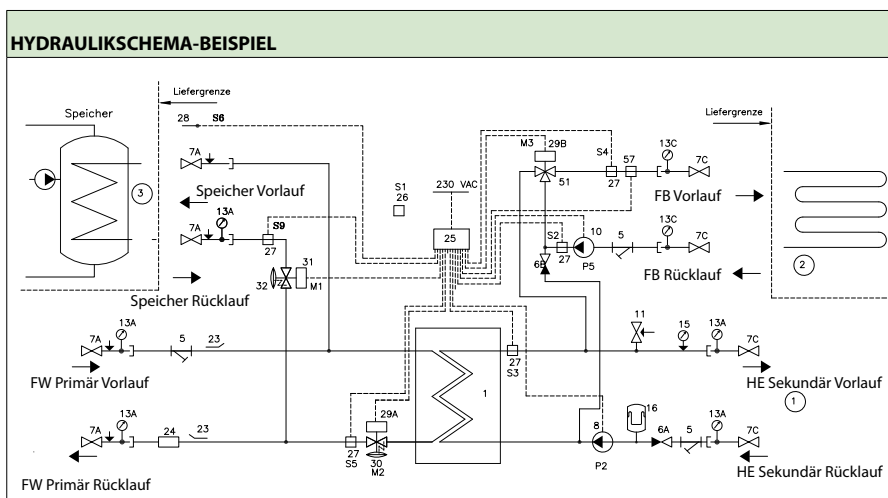 HYDRAULIKSCHEMA-BEISPIEL
Speicher
Liefergrenze
28 S6
7A
Speicher Vorlauf
3
13A
7A
S9
27
Speicher Rücklauf
31
32
M1
S1
26
230 VAC
25
M3
29B
51
S4
27
57
13C
7C
FB Vorlauf
Liefergrenze
S2
27
10
P5
5
13C
7C
6B
FB Rücklauf
2
13A
7A
5
23
FW Primär Vorlauf
1
27
S3
11
15
13A
7C
HE Sekundär Vorlauf
1
13A
7A
24
23
FW Primär Rücklauf
27
S5
29A
30
M2
8
P2
16
6A
5
13A
7C
HE Sekundär Rücklauf